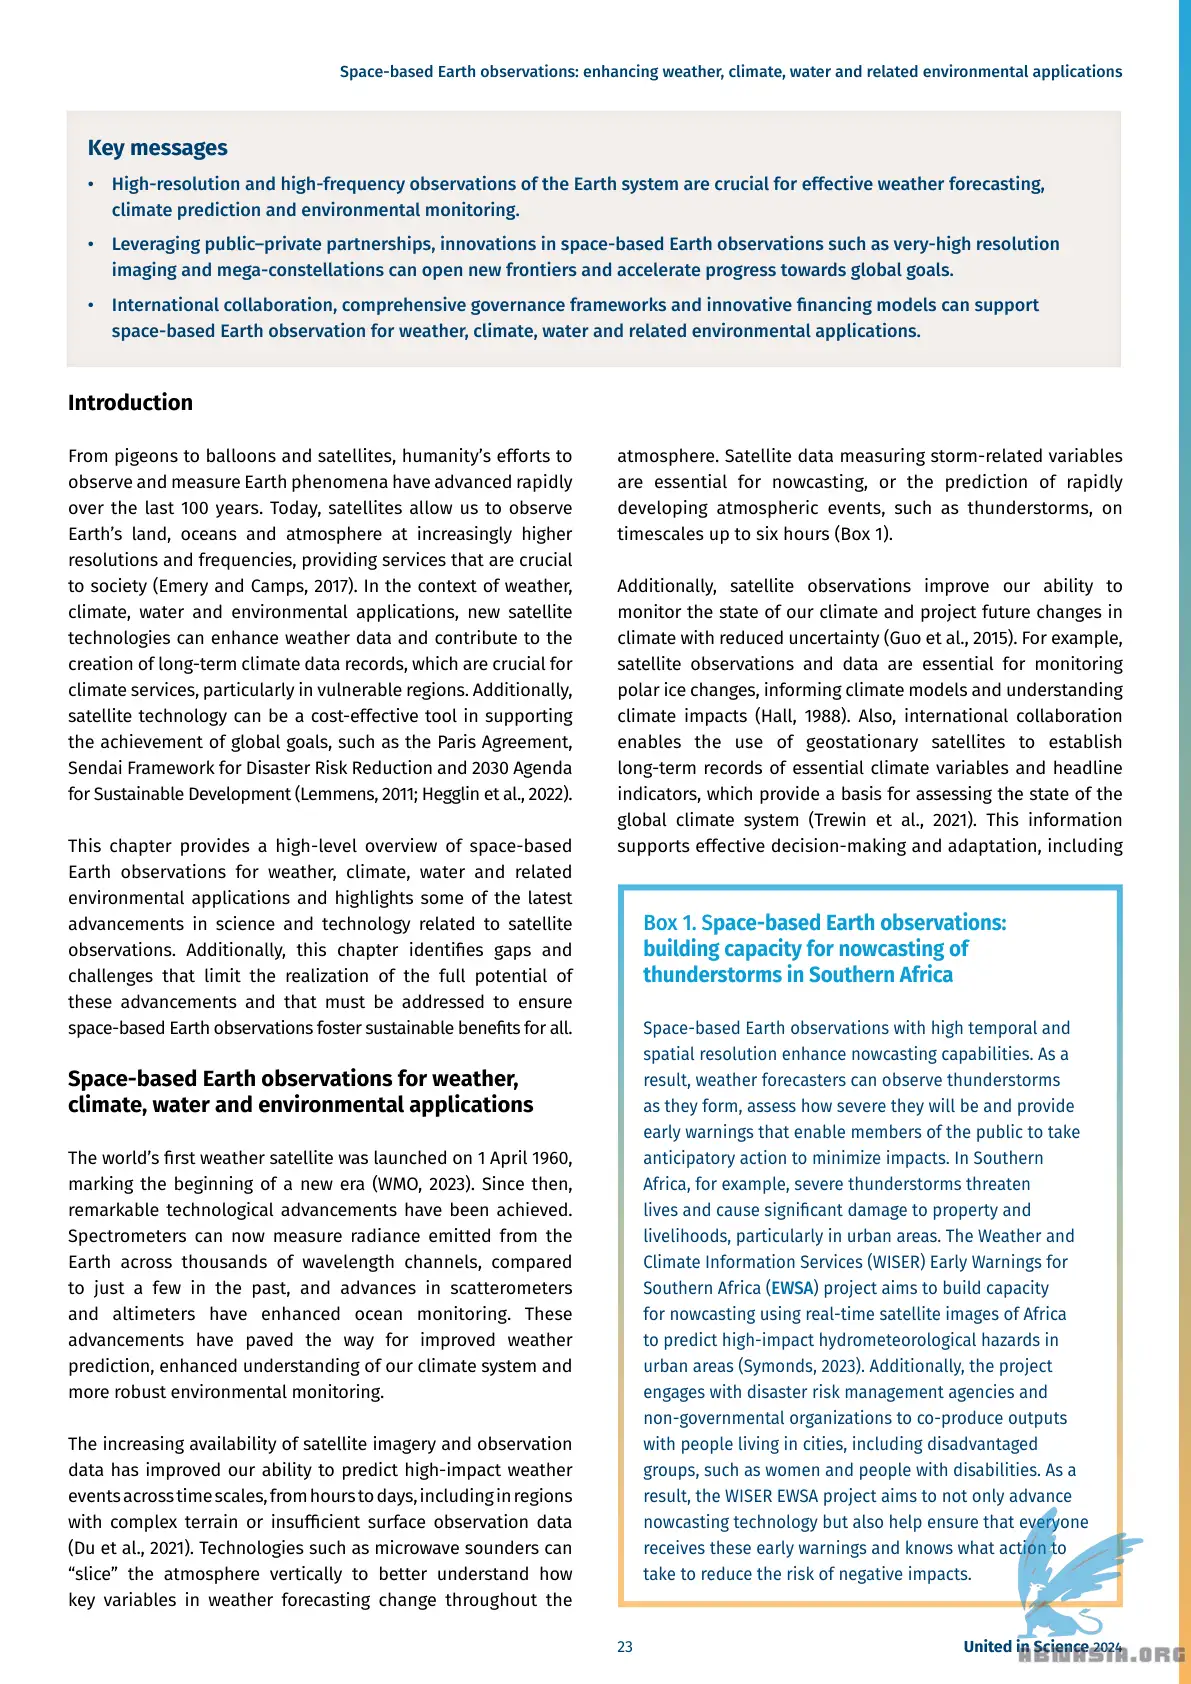 Space-based Earth observations: enhancing weather, climate, water and related environmental applications
Key messages
• High-resolution and high-frequency observations of the Earth system are crucial for effective weather forecasting,
climate prediction and environmental monitoring.
• Leveraging public–private partnerships, innovations in space-based Earth observations such as very-high resolution
imaging and mega-constellations can open new frontiers and accelerate progress towards global goals.
• International collaboration, comprehensive governance frameworks and innovative financing models can support
space-based Earth observation for weather, climate, water and related environmental applications.
Introduction
From pigeons to balloons and satellites, humanity's efforts to
observe and measure Earth phenomena have advanced rapidly
over the last 100 years. Today, satellites allow us to observe
Earth's land, oceans and atmosphere at increasingly higher
resolutions and frequencies, providing services that are crucial
to society (Emery and Camps, 2017). In the context of weather,
climate, water and environmental applications, new satellite
technologies can enhance weather data and contribute to the
creation of long-term climate data records, which are crucial for
climate services, particularly in vulnerable regions. Additionally,
satellite technology can be a cost-effective tool in supporting
the achievement of global goals, such as the Paris Agreement,
Sendai Framework for Disaster Risk Reduction and 2030 Agenda
for Sustainable Development (Lemmens, 2011; Hegglin et al., 2022).
This chapter provides a high-level overview of space-based
Earth observations for weather, climate, water and related
environmental applications and highlights some of the latest
advancements in science and technology related to satellite
observations. Additionally, this chapter identifies gaps and
challenges that limit the realization of the full potential of
these advancements and that must be addressed to ensure
space-based Earth observations foster sustainable benefits for all.
Space-based Earth observations for weather,
climate, water and environmental applications
The world's first weather satellite was launched on 1 April 1960,
marking the beginning of a new era (WMO, 2023). Since then,
remarkable technological advancements have been achieved.
Spectrometers can now measure radiance emitted from the
Earth across thousands of wavelength channels, compared
to just a few in the past, and advances in scatterometers
and altimeters have enhanced ocean monitoring. These
advancements have paved the way for improved weather
prediction, enhanced understanding of our climate system and
more robust environmental monitoring.
The increasing availability of satellite imagery and observation
data has improved our ability to predict high-impact weather
events across time scales, from hours to days, including in regions
with complex terrain or insufficient surface observation data
(Du et al., 2021). Technologies such as microwave sounders can
“slice” the atmosphere vertically to better understand how
key variables in weather forecasting change throughout the
atmosphere. Satellite data measuring storm-related variables
are essential for nowcasting, or the prediction of rapidly
developing atmospheric events, such as thunderstorms, on
timescales up to six hours (Box 1).
Additionally, satellite observations improve our ability to
monitor the state of our climate and project future changes in
climate with reduced uncertainty (Guo et al., 2015). For example,
satellite observations and data are essential for monitoring
polar ice changes, informing climate models and understanding
climate impacts (Hall, 1988). Also, international collaboration
enables the use of geostationary satellites to establish
long-term records of essential climate variables and headline
indicators, which provide a basis for assessing the state of the
global climate system (Trewin et al., 2021). This information
supports effective decision-making and adaptation, including
Box 1. Space-based Earth observations:
building capacity for nowcasting of
thunderstorms in Southern Africa
Space-based Earth observations with high temporal and
spatial resolution enhance nowcasting capabilities. As a
result, weather forecasters can observe thunderstorms
as they form, assess how severe they will be and provide
early warnings that enable members of the public to take
anticipatory action to minimize impacts. In Southern
Africa, for example, severe thunderstorms threaten
lives and cause significant damage to property and
livelihoods, particularly in urban areas. The Weather and
Climate Information Services (WISER) Early Warnings for
Southern Africa (EWSA) project aims to build capacity
for nowcasting using real-time satellite images of Africa
to predict high-impact hydrometeorological hazards in
urban areas (Symonds, 2023). Additionally, the project
engages with disaster risk management agencies and
non-governmental organizations to co-produce outputs
with people living in cities, including disadvantaged
groups, such as women and people with disabilities. As a
result, the WISER EWSA project aims to not only advance
nowcasting technology but also help ensure that everyone
receives these early warnings and knows what action to
take to reduce the risk of negative impacts.
23
United in Science 2024
ABINASIA.ORG